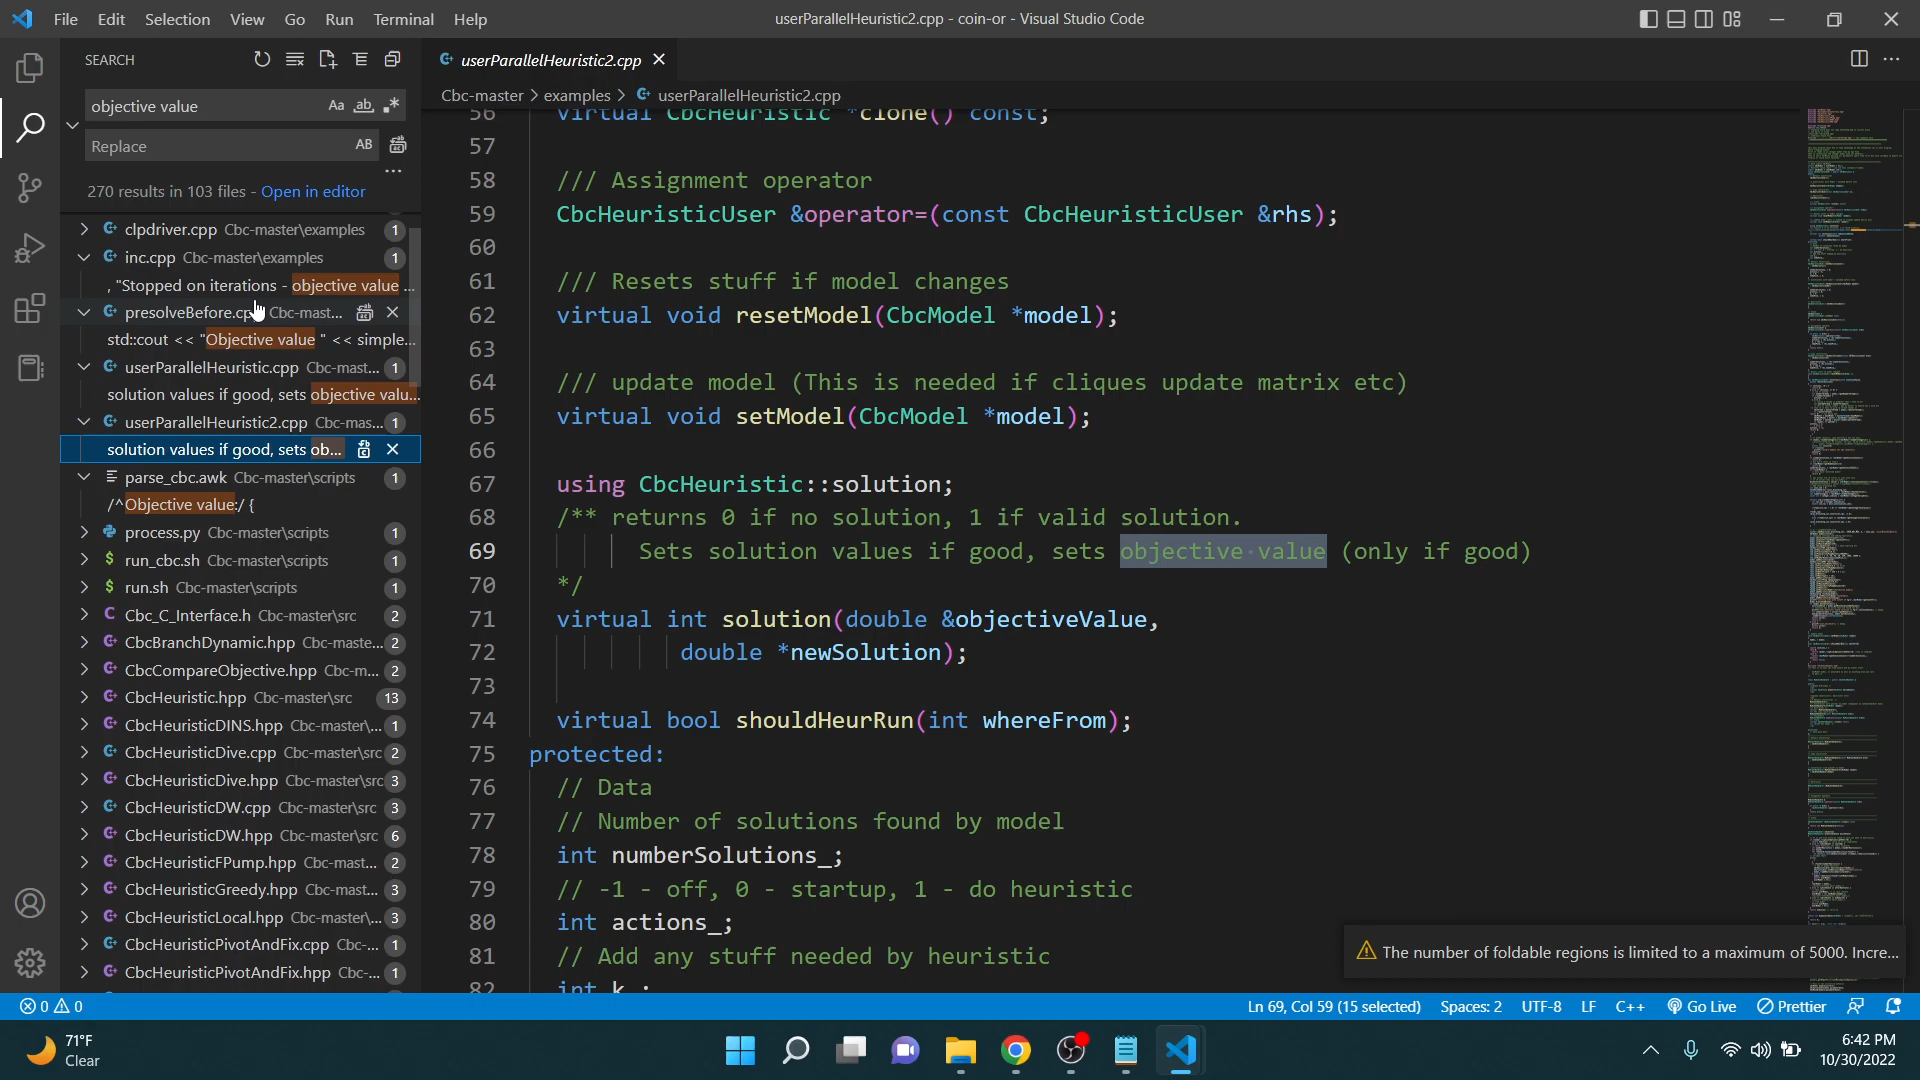 File Edit Selection View Go Run Terminal Help
userParallelHeuristic2.cpp - coin-or - Visual Studio Code
SEARCH
objective value
Aa ab .*
Replace
AB
270 results in 103 files - Open in editor
clpdriver.cpp Cbc-master\examples 1
inc.cpp Cbc-master\examples 1
, "Stopped on iterations - objective value ...
presolveBefore.cp Cbc-mast...
std::cout << "Objective value " << simple...
userParallelHeuristic.cpp Cbc-mast... 1
solution values if good, sets objective valu...
userParallelHeuristic2.cpp Cbc-mas... 1
solution values if good, sets ob...
parse_cbc.awk Cbc-master\scripts 1
/^Objective value:/ {
process.py Cbc-master\scripts 1
run_cbc.sh Cbc-master\scripts 1
run.sh Cbc-master\scripts 1
Cbc_C_Interface.h Cbc-master\src 2
CbcBranchDynamic.hpp Cbc-maste... 2
CbcCompareObjective.hpp Cbc-m... 2
CbcHeuristic.hpp Cbc-master\src 13
CbcHeuristicDINS.hpp Cbc-master\... 1
CbcHeuristicDive.cpp Cbc-master\src 2
CbcHeuristicDive.hpp Cbc-master\src 3
CbcHeuristicDW.cpp Cbc-master\src 3
CbcHeuristicDW.hpp Cbc-master\src 6
CbcHeuristicFPump.hpp Cbc-mast... 2
CbcHeuristicGreedy.hpp Cbc-mast... 3
CbcHeuristicLocal.hpp Cbc-master\... 3
CbcHeuristicPivotAndFix.cpp Cbc-... 1
CbcHeuristicPivotAndFix.hpp Cbc-... 1
userParallelHeuristic2.cpp
Cbc-master > examples > userParallelHeuristic2.cpp
56 virtual CbcHeuristic *clone() const;
57
58 /// Assignment operator
59 CbcHeuristicUser &operator=(const CbcHeuristicUser &rhs);
60
61 /// Resets stuff if model changes
62 virtual void resetModel(CbcModel *model);
63
64 /// update model (This is needed if cliques update matrix etc)
65 virtual void setModel(CbcModel *model);
66
67 using CbcHeuristic::solution;
68 /** returns 0 if no solution, 1 if valid solution.
69 Sets solution values if good, sets objective·value (only if good)
70 */
71 virtual int solution(double &objectiveValue,
72 double *newSolution);
73
74 virtual bool shouldHeurRun(int whereFrom);
75 protected:
76 // Data
77 // Number of solutions found by model
78 int numberSolutions_;
79 // -1 - off, 0 - startup, 1 - do heuristic
80 int actions_;
81 // Add any stuff needed by heuristic
82 int k_;
The number of foldable regions is limited to a maximum of 5000. Incre...
0 0
Ln 69, Col 59 (15 selected) Spaces: 2 UTF-8 LF C++ Go Live Prettier
71°F
Clear
6:42 PM
10/30/2022